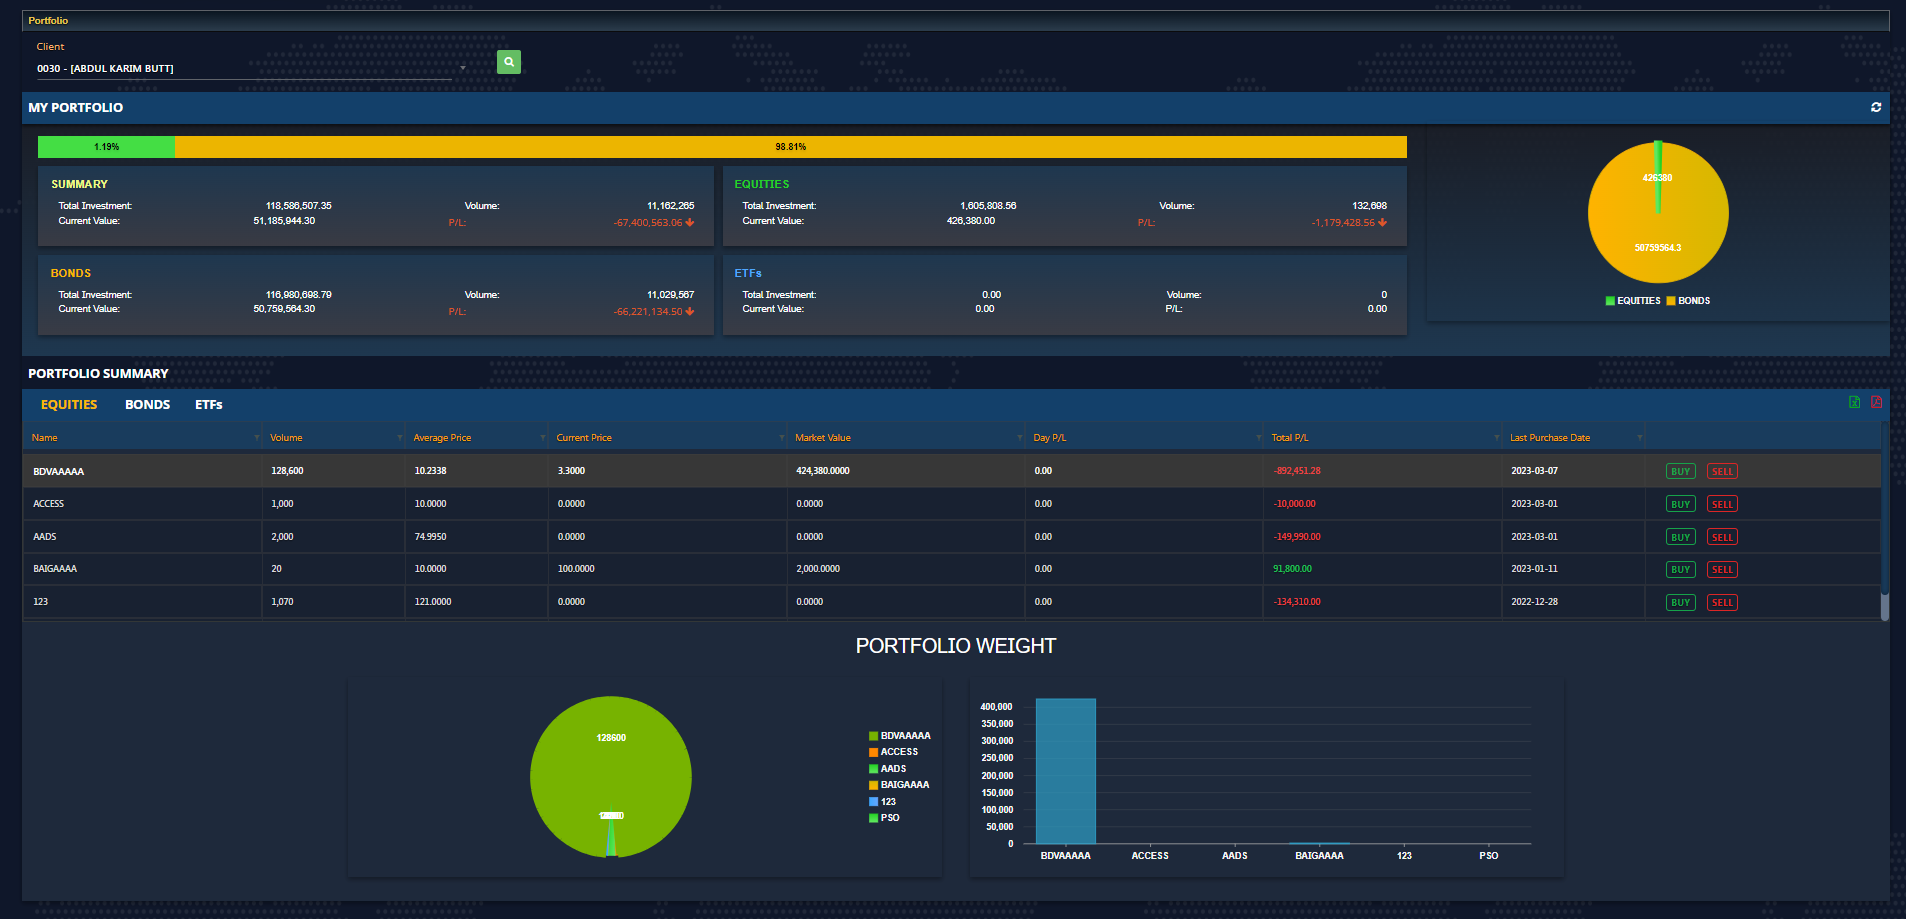 Portfolio
Client
0030 - [ABDUL KARIM BUTT]
MY PORTFOLIO
1.19% 98.81%
SUMMARY
Total Investment: 118,586,507.35 Volume: 11,162,265
Current Value: 51,185,944.30 P/L: -67,400,563.06
EQUITIES
Total Investment: 1,605,808.56 Volume: 132,698
Current Value: 426,380.00 P/L: -1,179,428.56
BONDS
Total Investment: 116,980,698.79 Volume: 11,029,567
Current Value: 50,759,564.30 P/L: -66,221,134.50
ETFs
Total Investment: 0.00 Volume: 0
Current Value: 0.00 P/L: 0.00
426380
50759564.3
EQUITIES BONDS
PORTFOLIO SUMMARY
EQUITIES BONDS ETFs
Name Volume Average Price Current Price Market Value Day P/L Total P/L Last Purchase Date
BDVAAAAA 128,600 10.2338 3.3000 424,380.0000 0.00 -892,451.28 2023-03-07 BUY SELL
ACCESS 1,000 10.0000 0.0000 0.0000 0.00 -10,000.00 2023-03-01 BUY SELL
AADS 2,000 74.9950 0.0000 0.0000 0.00 -149,990.00 2023-03-01 BUY SELL
BAIGAAAA 20 10.0000 100.0000 2,000.0000 0.00 91,800.00 2023-01-11 BUY SELL
123 1,070 121.0000 0.0000 0.0000 0.00 -134,310.00 2022-12-28 BUY SELL
PORTFOLIO WEIGHT
128600
BDVAAAAA
ACCESS
AADS
BAIGAAAA
123
PSO
400,000
350,000
300,000
250,000
200,000
150,000
100,000
50,000
0
BDVAAAAA ACCESS AADS BAIGAAAA 123 PSO